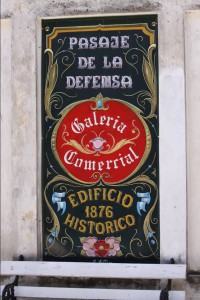 PASAJE
DE LA
DEFENSA
Galeria
Comercial
EDIFICIO
1876
HISTORICO